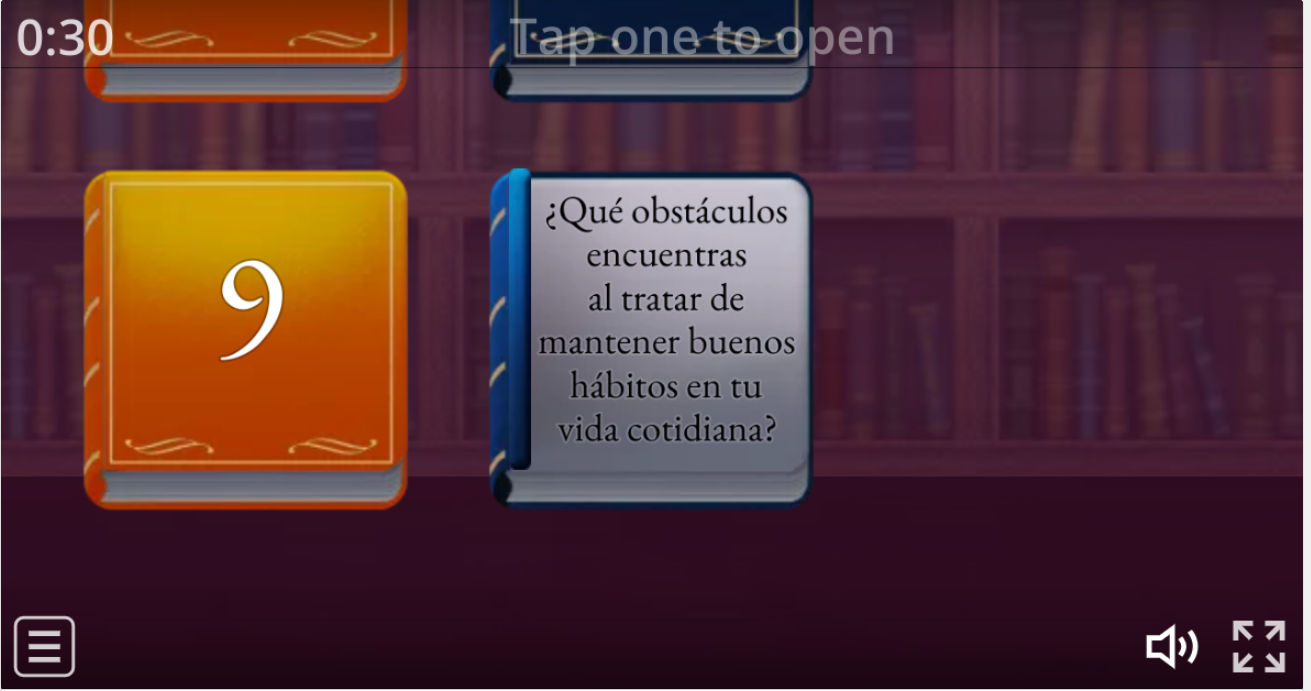 0:30
Tap one to open
9
¿Qué obstáculos
encuentras
al tratar de
mantener buenos
hábitos en tu
vida cotidiana?